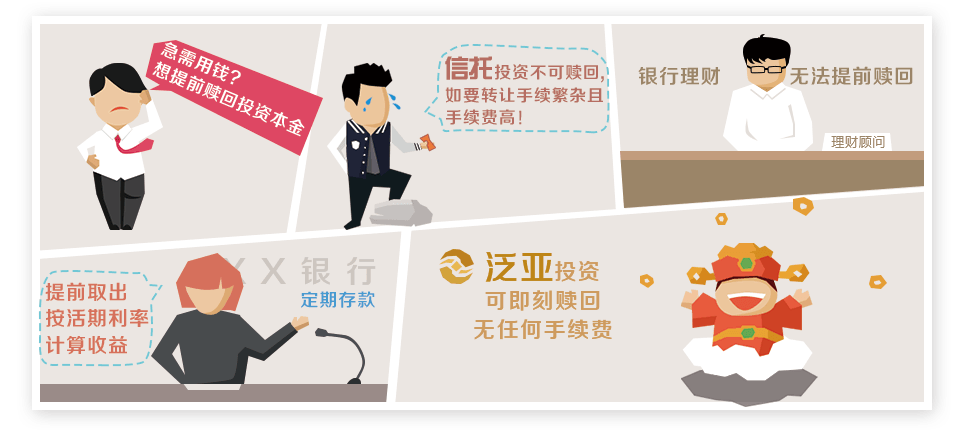 急需用钱?
想提前赎回投资本金
信托投资不可赎回,
如要转让手续繁杂且
手续费高!
银行理财
无法提前赎回
理财顾问
提前取出
按活期利率
计算收益
X X 银 行
定期存款
泛亚投资
可即刻赎回
无任何手续费